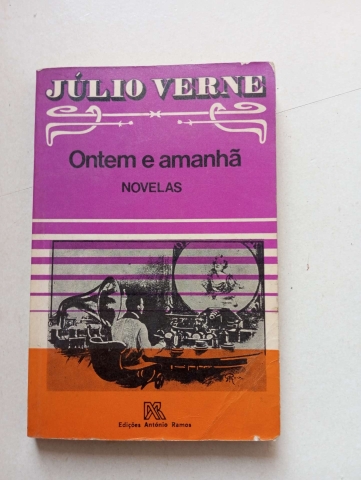 JÚLIO VERNE
Ontem e amanhã
NOVELAS
Edições António Ramos